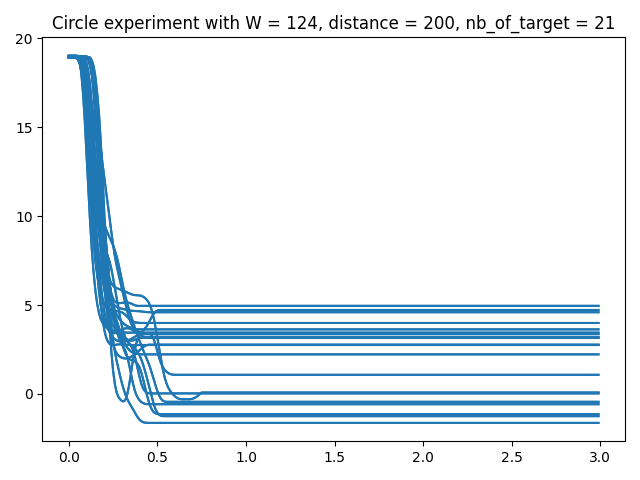 Circle experiment with W = 124, distance = 200, nb_of_target = 21
20
15
10
5
0
0.0 0.5 1.0 1.5 2.0 2.5 3.0